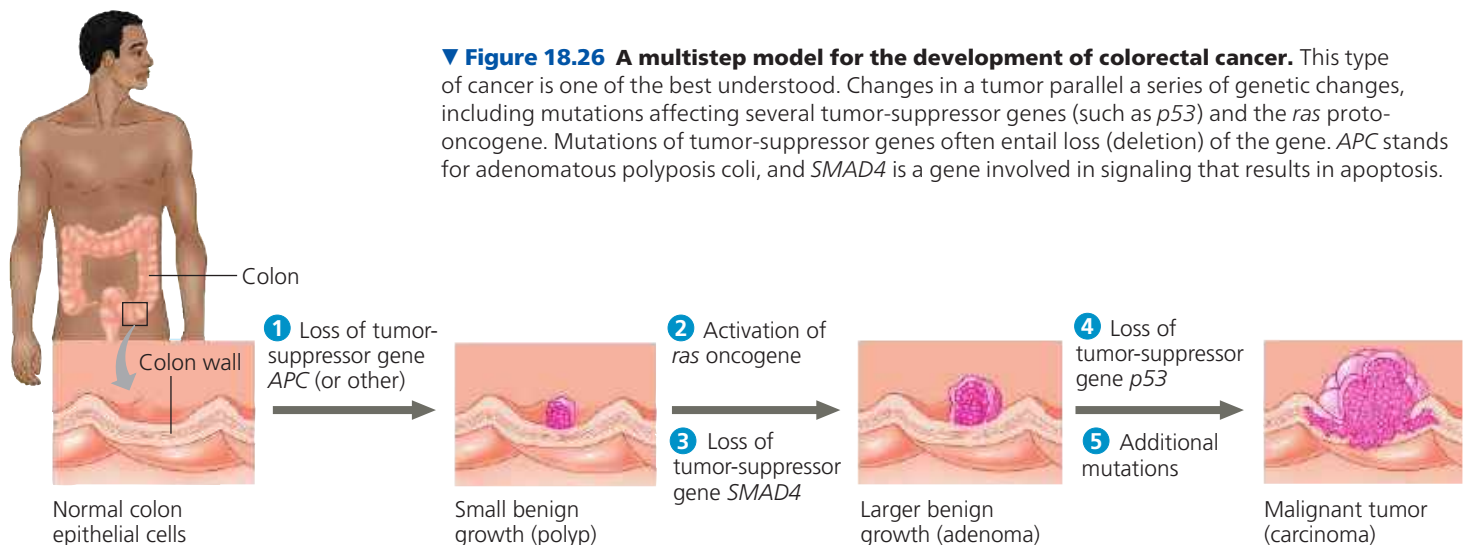 ▼ Figure 18.26 A multistep model for the development of colorectal cancer. This type
of cancer is one of the best understood. Changes in a tumor parallel a series of genetic changes,
including mutations affecting several tumor-suppressor genes (such as p53) and the ras proto-
oncogene. Mutations of tumor-suppressor genes often entail loss (deletion) of the gene. APC stands
for adenomatous polyposis coli, and SMAD4 is a gene involved in signaling that results in apoptosis.
Colon
Colon wall
Normal colon
epithelial cells
1 Loss of tumor-
suppressor gene
APC (or other)
Small benign
growth (polyp)
2 Activation of
ras oncogene
3 Loss of
tumor-suppressor
gene SMAD4
Larger benign
growth (adenoma)
4 Loss of
tumor-suppressor
gene p53
5 Additional
mutations
Malignant tumor
(carcinoma)